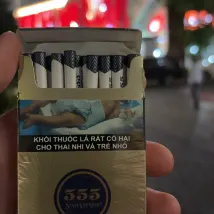 KHÓI THUỐC LÁ RẤT CÓ HẠI
CHO THAI NHI VÀ TRẺ NHỎ
555